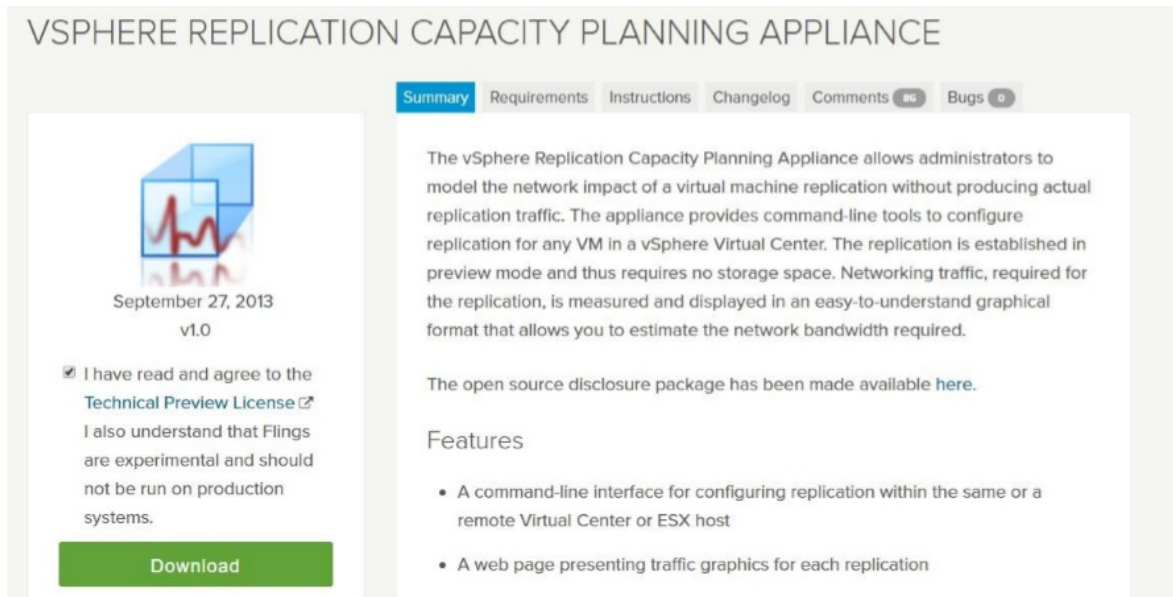 VSPHERE REPLICATION CAPACITY PLANNING APPLIANCE
Summary Requirements Instructions Changelog Comments 86 Bugs 0
September 27, 2013
v1.0
I have read and agree to the
Technical Preview License
I also understand that Flings
are experimental and should
not be run on production
systems.
Download
The vSphere Replication Capacity Planning Appliance allows administrators to
model the network impact of a virtual machine replication without producing actual
replication traffic. The appliance provides command-line tools to configure
replication for any VM in a vSphere Virtual Center. The replication is established in
preview mode and thus requires no storage space. Networking traffic, required for
the replication, is measured and displayed in an easy-to-understand graphical
format that allows you to estimate the network bandwidth required.
The open source disclosure package has been made available here.
Features
• A command-line interface for configuring replication within the same or a
remote Virtual Center or ESX host
• A web page presenting traffic graphics for each replication